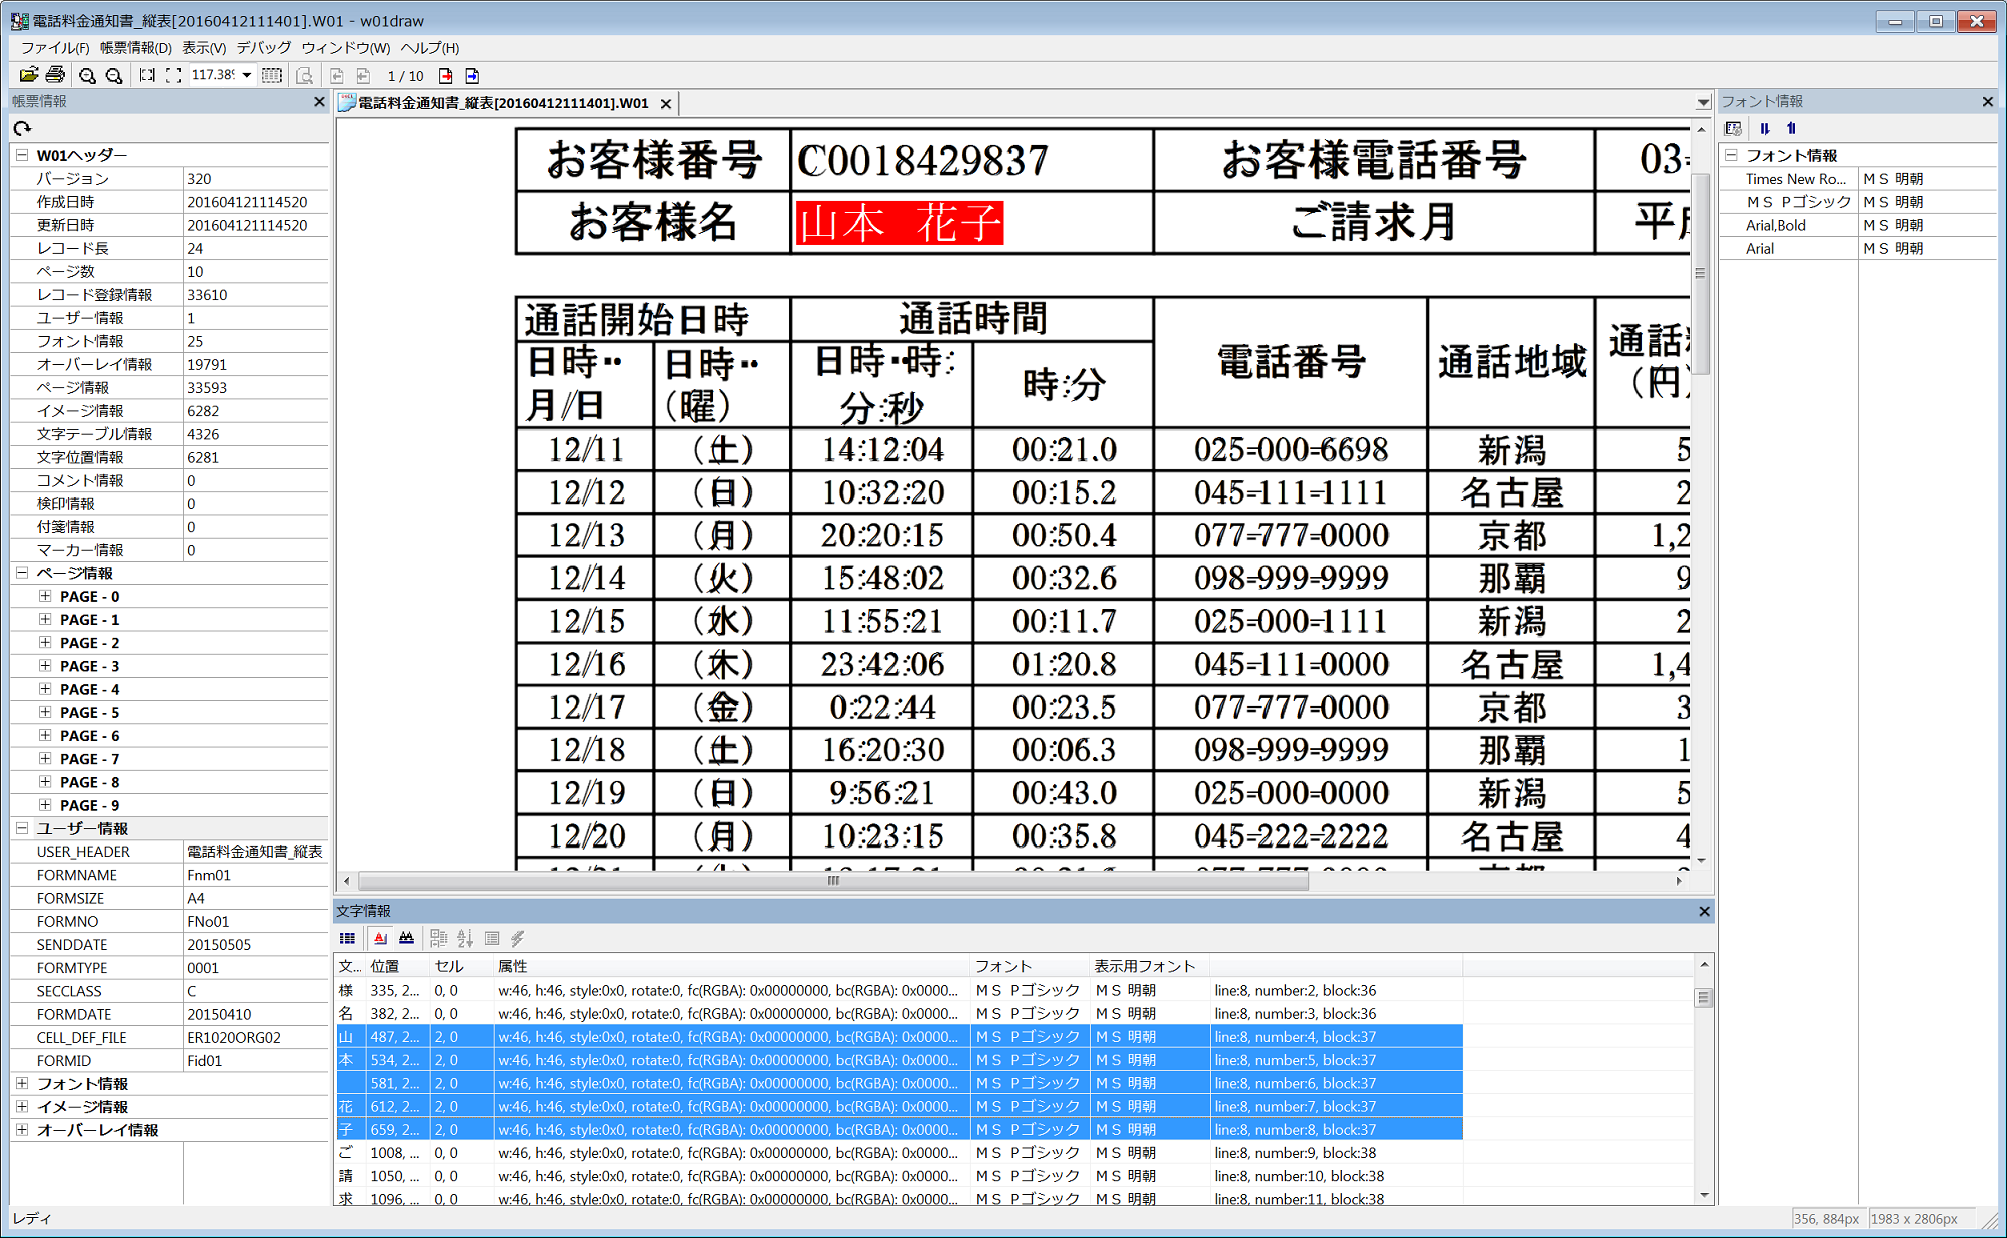 電話料金通知書_縦表[20160412111401].W01 - w01draw
ファイル(F) 帳票情報(D) 表示(V) デバッグ ウィンドウ(W) ヘルプ(H)
117.38% 1 / 10
帳票情報
W01ヘッダー
バージョン 320
作成日時 201604121114520
更新日時 201604121114520
レコード長 24
ページ数 10
レコード登録情報 33610
ユーザー情報 1
フォント情報 25
オーバーレイ情報 19791
ページ情報 33593
イメージ情報 6282
文字テーブル情報 4326
文字位置情報 6281
コメント情報 0
検印情報 0
付箋情報 0
マーカー情報 0
ページ情報
PAGE - 0
PAGE - 1
PAGE - 2
PAGE - 3
PAGE - 4
PAGE - 5
PAGE - 6
PAGE - 7
PAGE - 8
PAGE - 9
ユーザー情報
USER_HEADER 電話料金通知書_縦表
FORMNAME Fnm01
FORMSIZE A4
FORMNO FNo01
SENDDATE 20150505
FORMTYPE 0001
SECCLASS C
FORMDATE 20150410
CELL_DEF_FILE ER1020ORG02
FORMID Fid01
フォント情報
イメージ情報
オーバーレイ情報
電話料金通知書_縦表[20160412111401].W01
お客様番号 C0018429837 お客様電話番号 03-
お客様名 山本 花子 ご請求月 平
通話開始日時 通話時間 電話番号 通話地域 通話
日時‥ 日時‥ 日時‥時: 時:分 (円)
月/日 (曜) 分:秒
12/11 (土) 14:12:04 00:21.0 025-000-6698 新潟 5
12/12 (日) 10:32:20 00:15.2 045-111-1111 名古屋 2
12/13 (月) 20:20:15 00:50.4 077-777-0000 京都 1,2
12/14 (火) 15:48:02 00:32.6 098-999-9999 那覇 9
12/15 (水) 11:55:21 00:11.7 025-000-1111 新潟 2
12/16 (木) 23:42:06 01:20.8 045-111-0000 名古屋 1,4
12/17 (金) 0:22:44 00:23.5 077-777-0000 京都 3
12/18 (土) 16:20:30 00:06.3 098-999-9999 那覇 1
12/19 (日) 9:56:21 00:43.0 025-000-0000 新潟 5
12/20 (月) 10:23:15 00:35.8 045-222-2222 名古屋 4
文字情報
文... 位置 セル 属性 フォント 表示用フォント
様 335, 2... 0, 0 w:46, h:46, style:0x0, rotate:0, fc(RGBA): 0x00000000, bc(RGBA): 0x0000... ＭＳ Ｐゴシック ＭＳ 明朝 line:8, number:2, block:36
名 382, 2... 0, 0 w:46, h:46, style:0x0, rotate:0, fc(RGBA): 0x00000000, bc(RGBA): 0x0000... ＭＳ Ｐゴシック ＭＳ 明朝 line:8, number:3, block:36
山 487, 2... 2, 0 w:46, h:46, style:0x0, rotate:0, fc(RGBA): 0x00000000, bc(RGBA): 0x0000... ＭＳ Ｐゴシック ＭＳ 明朝 line:8, number:4, block:37
本 534, 2... 2, 0 w:46, h:46, style:0x0, rotate:0, fc(RGBA): 0x00000000, bc(RGBA): 0x0000... ＭＳ Ｐゴシック ＭＳ 明朝 line:8, number:5, block:37
581, 2... 2, 0 w:46, h:46, style:0x0, rotate:0, fc(RGBA): 0x00000000, bc(RGBA): 0x0000... ＭＳ Ｐゴシック ＭＳ 明朝 line:8, number:6, block:37
花 612, 2... 2, 0 w:46, h:46, style:0x0, rotate:0, fc(RGBA): 0x00000000, bc(RGBA): 0x0000... ＭＳ Ｐゴシック ＭＳ 明朝 line:8, number:7, block:37
子 659, 2... 2, 0 w:46, h:46, style:0x0, rotate:0, fc(RGBA): 0x00000000, bc(RGBA): 0x0000... ＭＳ Ｐゴシック ＭＳ 明朝 line:8, number:8, block:37
ご 1008, ... 0, 0 w:46, h:46, style:0x0, rotate:0, fc(RGBA): 0x00000000, bc(RGBA): 0x0000... ＭＳ Ｐゴシック ＭＳ 明朝 line:8, number:9, block:38
請 1050, ... 0, 0 w:46, h:46, style:0x0, rotate:0, fc(RGBA): 0x00000000, bc(RGBA): 0x0000... ＭＳ Ｐゴシック ＭＳ 明朝 line:8, number:10, block:38
求 1096, ... 0, 0 w:46, h:46, style:0x0, rotate:0, fc(RGBA): 0x00000000, bc(RGBA): 0x0000... ＭＳ Ｐゴシック ＭＳ 明朝 line:8, number:11, block:38
フォント情報
フォント情報
Times New Ro... ＭＳ 明朝
ＭＳ Ｐゴシック ＭＳ 明朝
Arial,Bold ＭＳ 明朝
Arial ＭＳ 明朝
レディ
356, 884px 1983 x 2806px